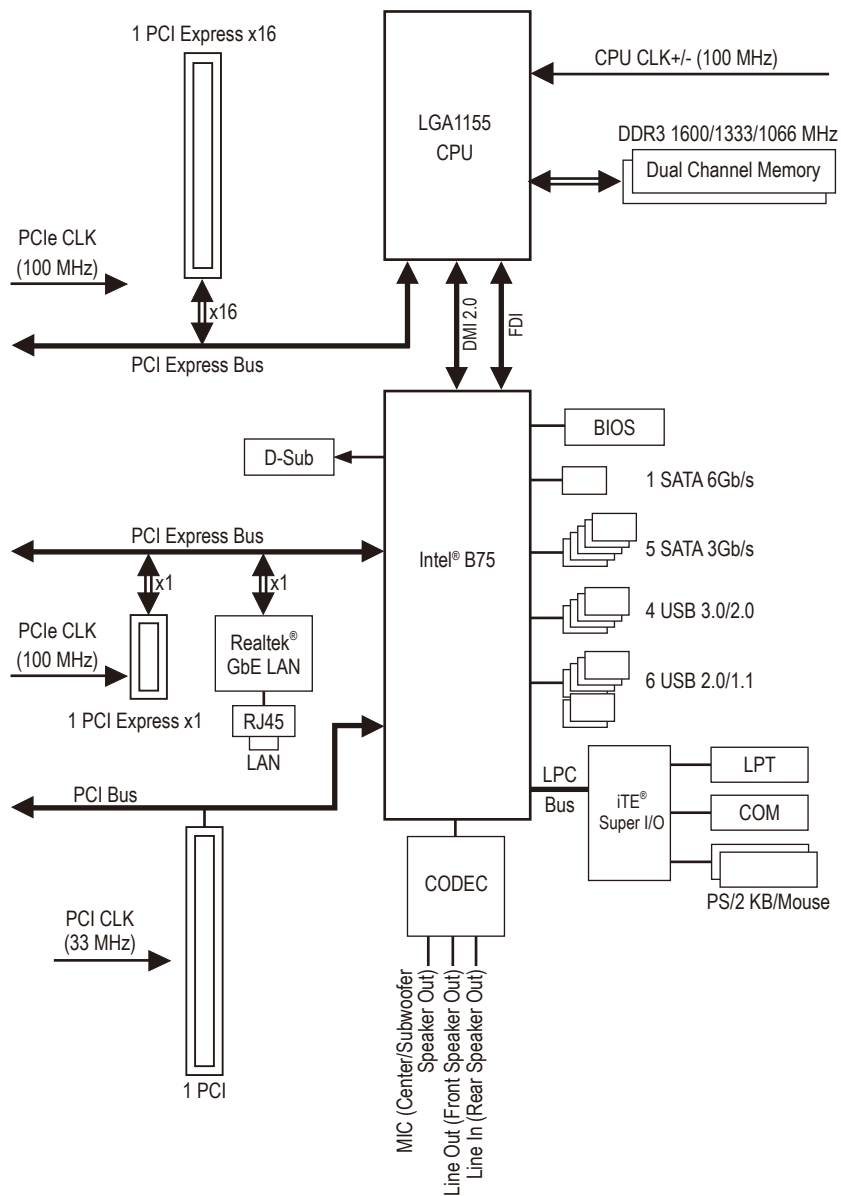 1 PCI Express x16
CPU CLK+/- (100 MHz)
LGA1155
CPU
DDR3 1600/1333/1066 MHz
Dual Channel Memory
PCIe CLK
(100 MHz)
x16
PCI Express Bus
DMI 2.0
FDI
BIOS
D-Sub
1 SATA 6Gb/s
PCI Express Bus
Intel® B75
5 SATA 3Gb/s
x1
x1
4 USB 3.0/2.0
PCIe CLK
(100 MHz)
Realtek®
GbE LAN
6 USB 2.0/1.1
1 PCI Express x1
RJ45
LAN
PCI Bus
LPC
Bus
iTE®
Super I/O
LPT
COM
PS/2 KB/Mouse
CODEC
PCI CLK
(33 MHz)
1 PCI
MIC (Center/Subwoofer
Speaker Out)
Line Out (Front Speaker Out)
Line In (Rear Speaker Out)